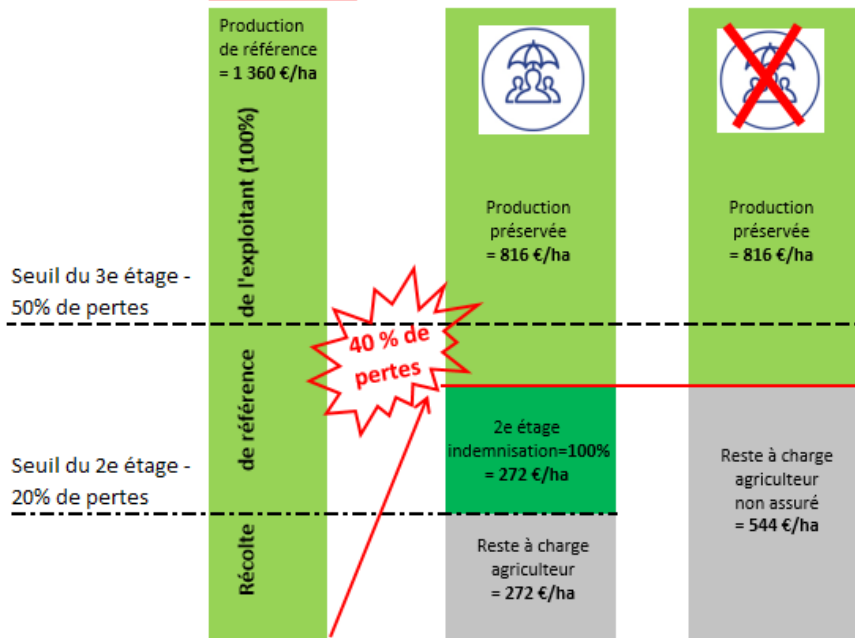 Production
de référence
= 1 360 €/ha
Récolte de référence de l'exploitant (100%)
Seuil du 3e étage -
50% de pertes
Seuil du 2e étage -
20% de pertes
40 % de
pertes
Production
préservée
= 816 €/ha
2e étage
indemnisation=100%
= 272 €/ha
Reste à charge
agriculteur
= 272 €/ha
Production
préservée
= 816 €/ha
Reste à charge
agriculteur
non assuré
= 544 €/ha